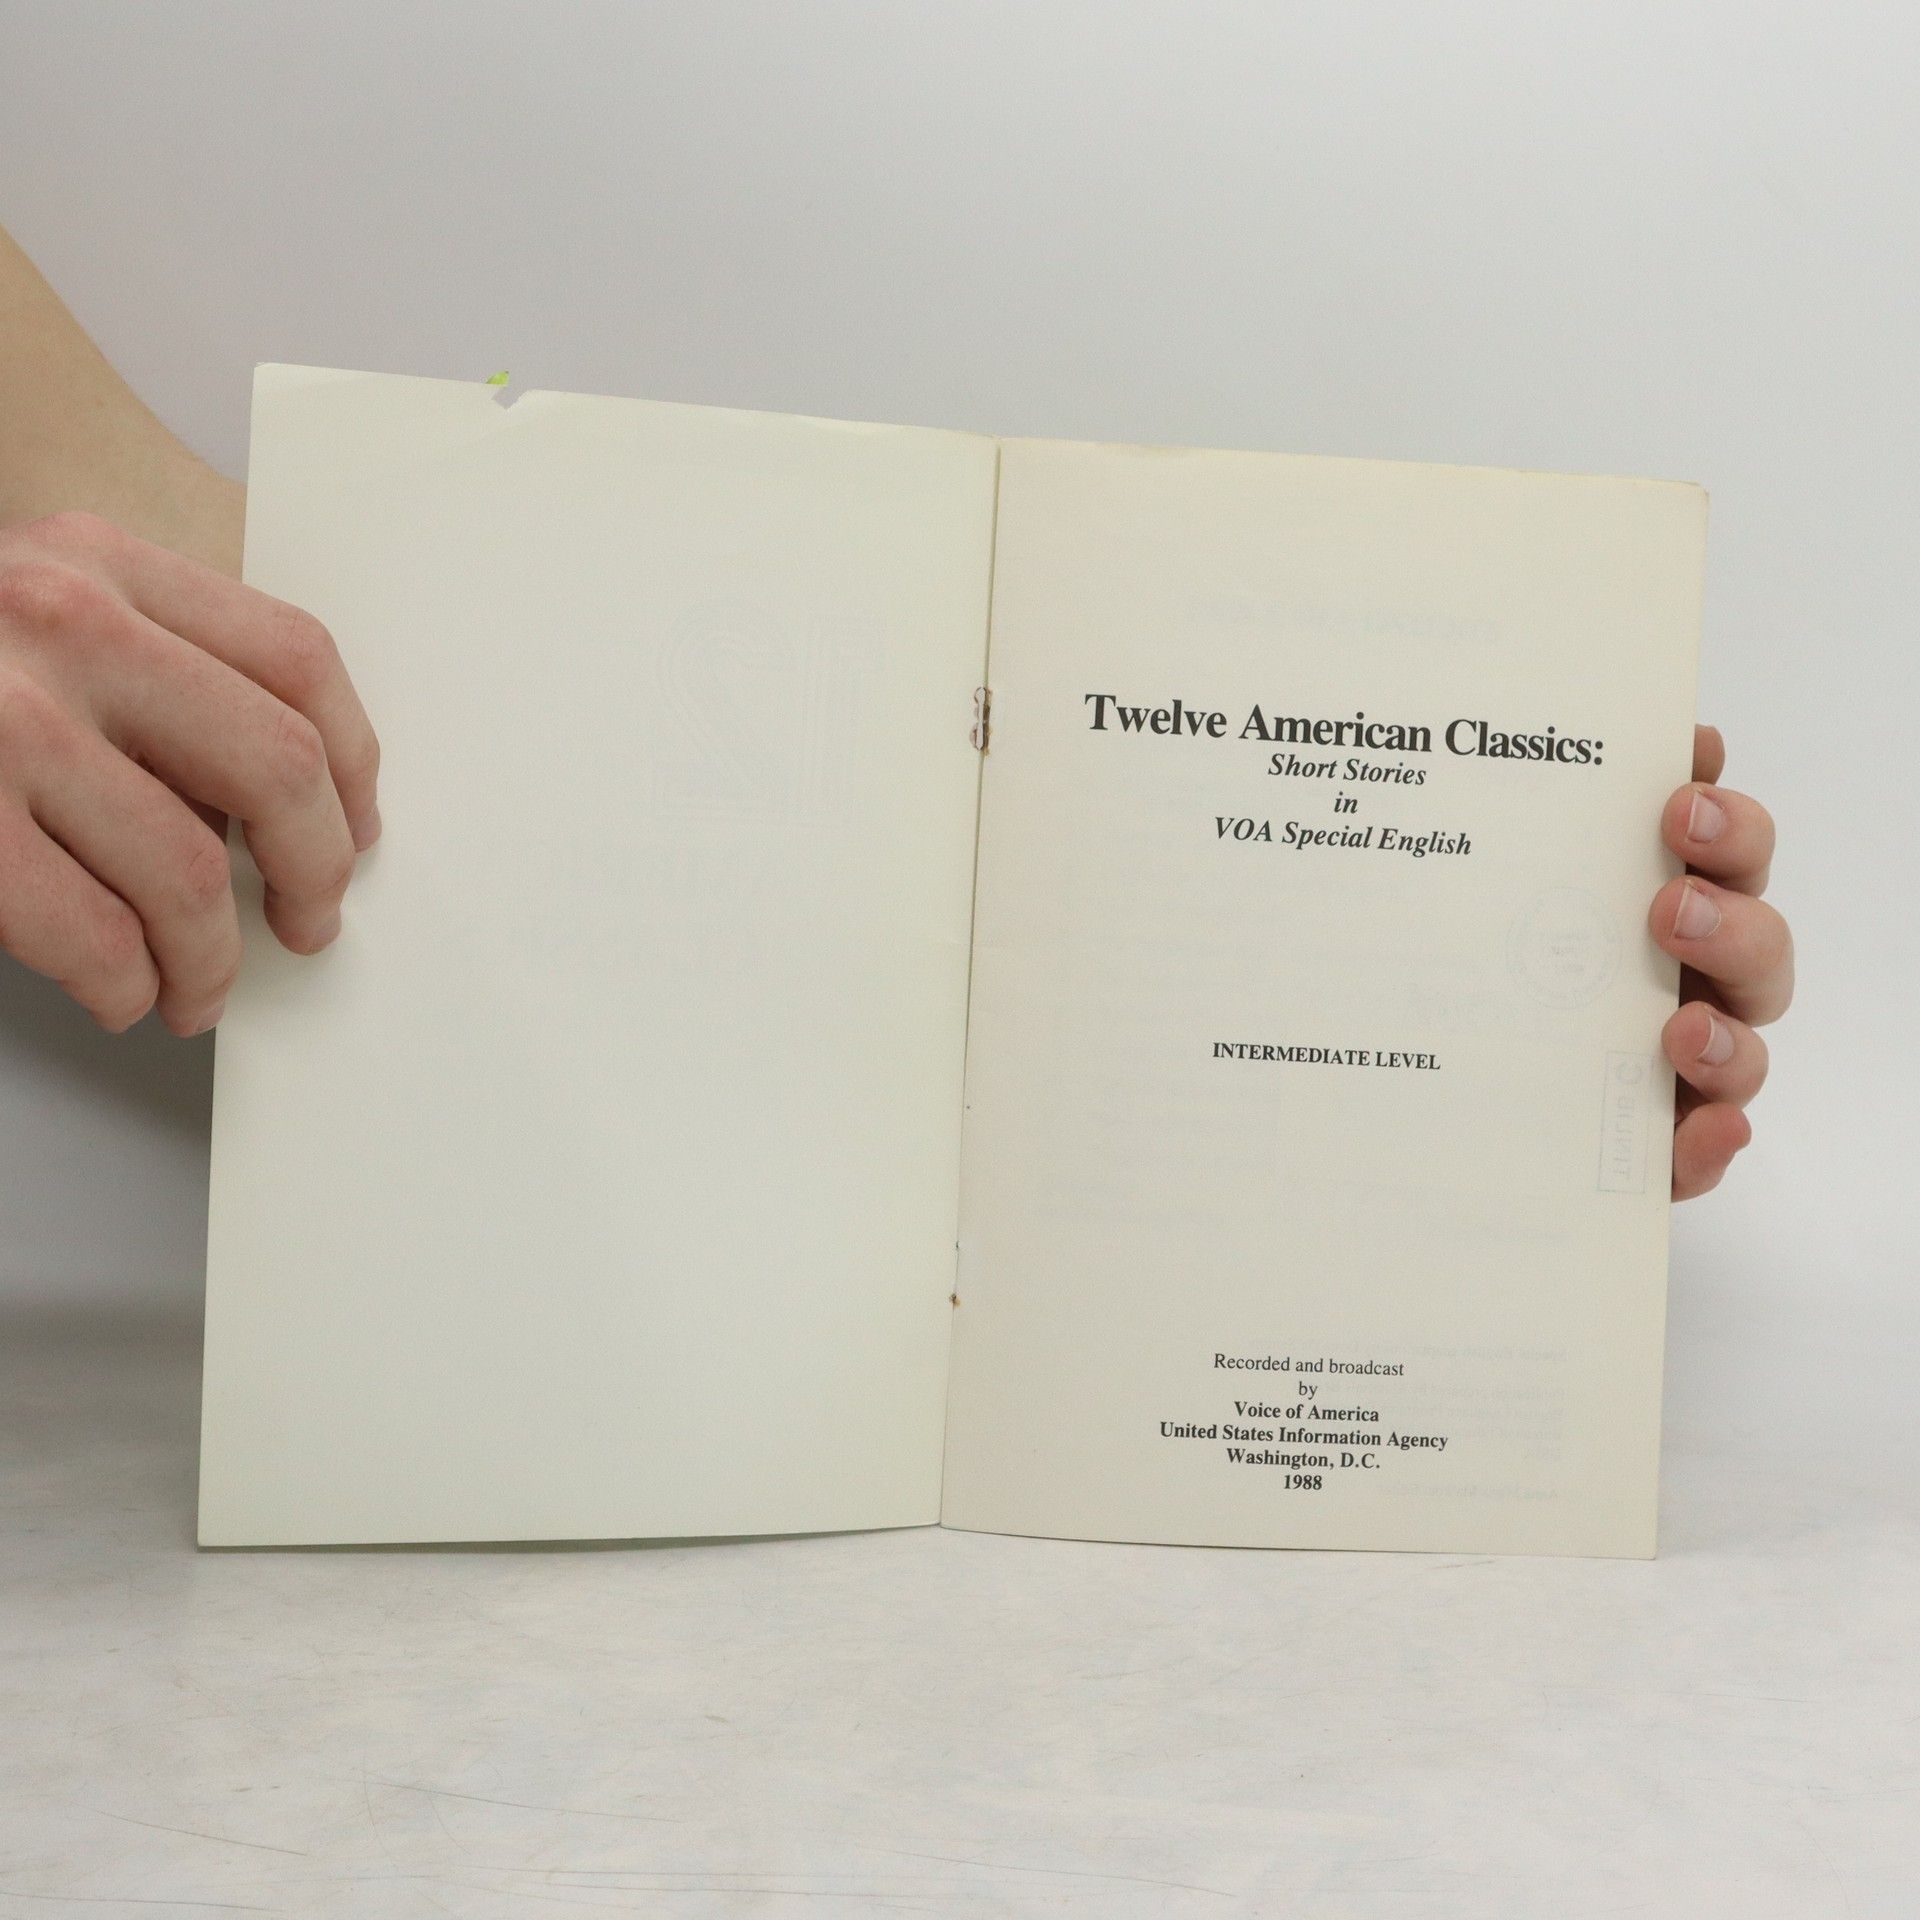 Twelve American Classics:
Short Stories
in
VOA Special English
INTERMEDIATE LEVEL
Recorded and broadcast
by
Voice of America
United States Information Agency
Washington, D.C.
1988